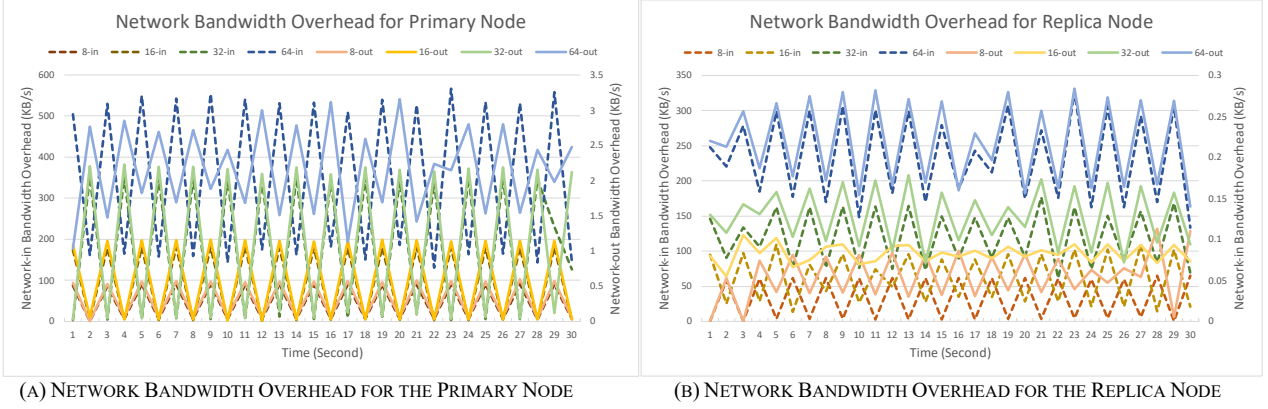 Network Bandwidth Overhead for Primary Node
8-in 16-in 32-in 64-in 8-out 16-out 32-out 64-out
Network-in Bandwidth Overhead (KB/s)
600
500
400
300
200
100
0
3.5
3
2.5
2
1.5
1
0.5
0
Network-out Bandwidth Overhead (KB/s)
1 2 3 4 5 6 7 8 9 10 11 12 13 14 15 16 17 18 19 20 21 22 23 24 25 26 27 28 29 30
Time (Second)
(A) NETWORK BANDWIDTH OVERHEAD FOR THE PRIMARY NODE
Network Bandwidth Overhead for Replica Node
8-in 16-in 32-in 64-in 8-out 16-out 32-out 64-out
Network-in Bandwidth Overhead (KB/s)
350
300
250
200
150
100
50
0
0.3
0.25
0.2
0.15
0.1
0.05
0
Network-in Bandwidth Overhead (KB/s)
1 2 3 4 5 6 7 8 9 10 11 12 13 14 15 16 17 18 19 20 21 22 23 24 25 26 27 28 29 30
Time (Second)
(B) NETWORK BANDWIDTH OVERHEAD FOR THE REPLICA NODE